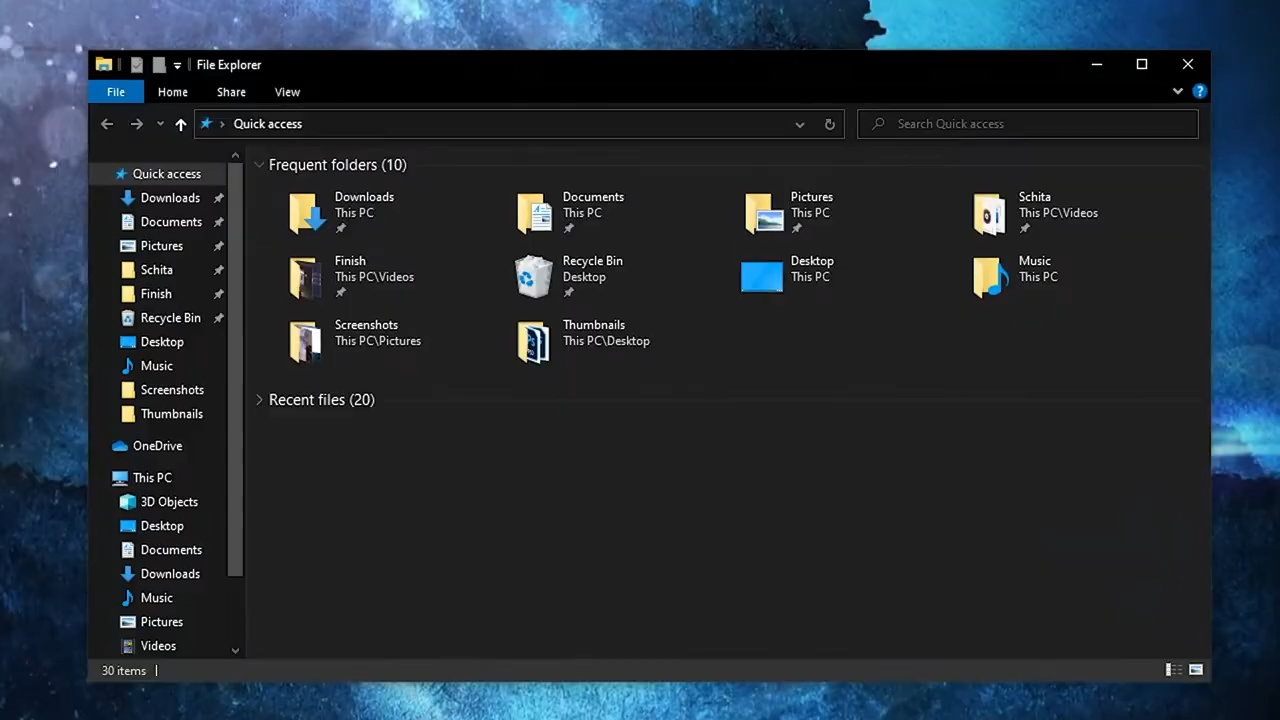 File Explorer
File Home Share View
Quick access
Search Quick access
Quick access
Downloads
Documents
Pictures
Schita
Finish
Recycle Bin
Desktop
Music
Screenshots
Thumbnails
OneDrive
This PC
3D Objects
Desktop
Documents
Downloads
Music
Pictures
Videos
Frequent folders (10)
Downloads
This PC
Documents
This PC
Pictures
This PC
Schita
This PC\Videos
Finish
This PC\Videos
Recycle Bin
Desktop
Desktop
This PC
Music
This PC
Screenshots
This PC\Pictures
Thumbnails
This PC\Desktop
Recent files (20)
30 items